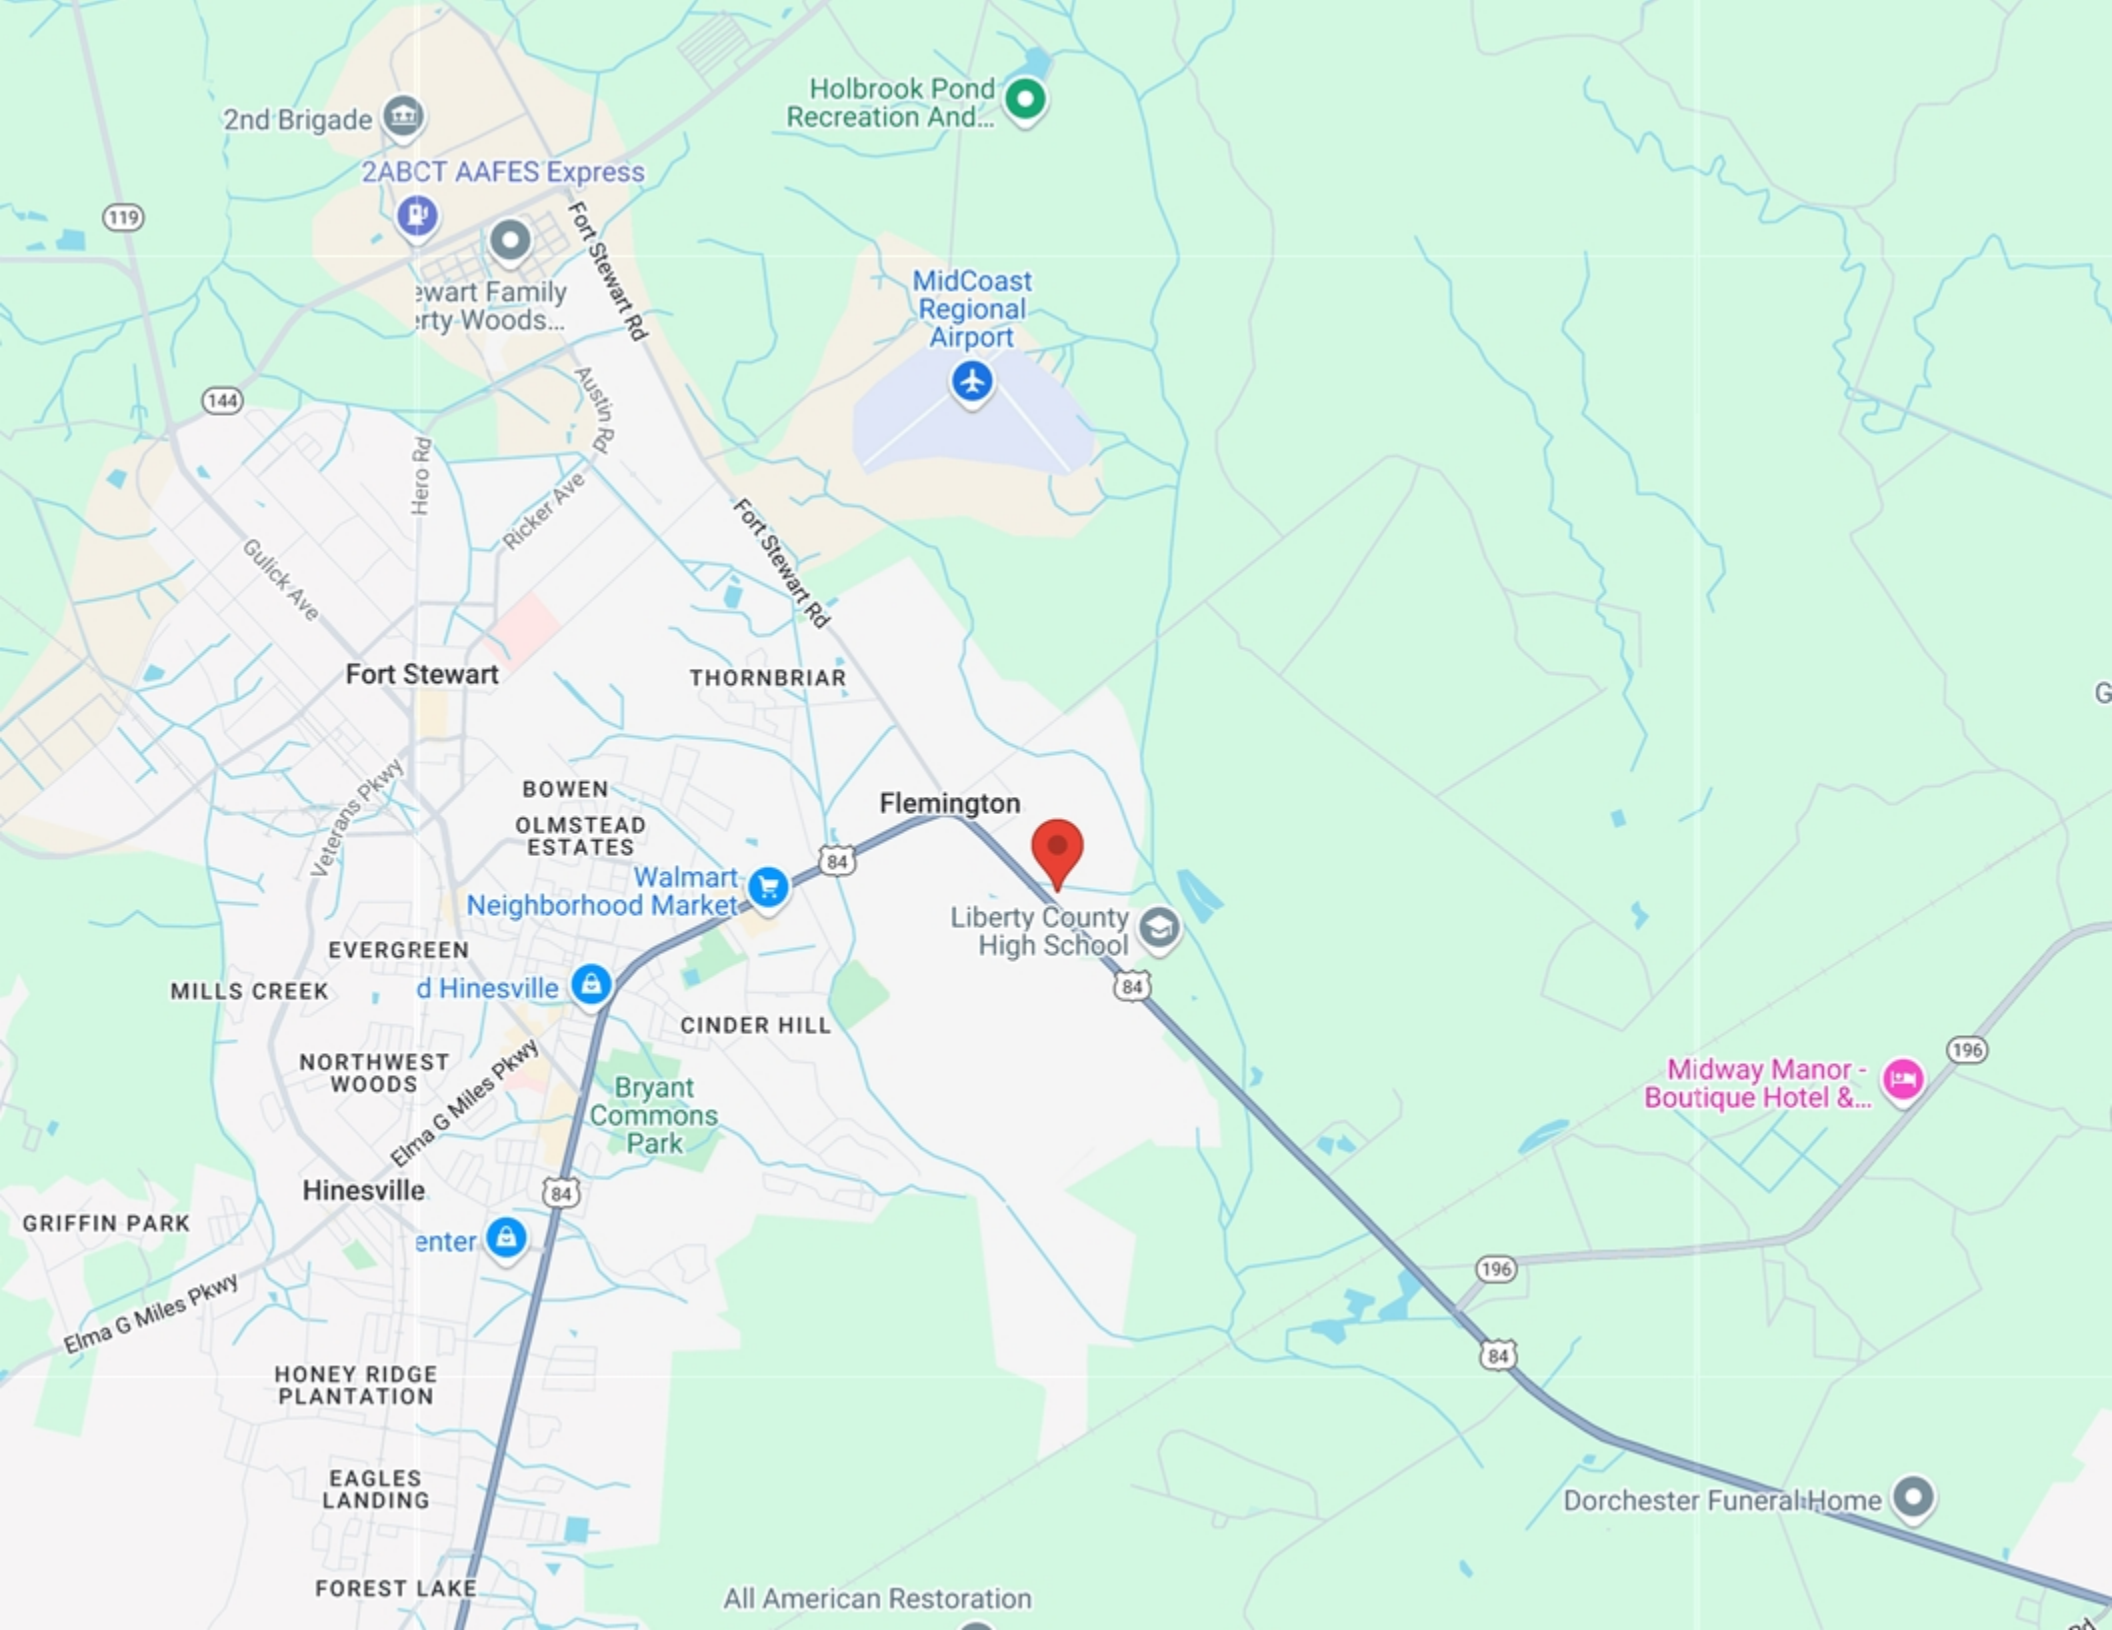 Holbrook Pond
Recreation And...
2nd Brigade
2ABCT AAFES Express
119
Fort Stewart Rd
ewart Family
erty Woods...
MidCoast
Regional
Airport
144
Austin Rd
Hero Rd
Ricker Ave
Fort Stewart Rd
Gulick Ave
Fort Stewart
THORNBRIAR
G
Veterans Pkwy
BOWEN
OLMSTEAD
ESTATES
Flemington
84
Walmart
Neighborhood Market
Liberty County
High School
84
EVERGREEN
MILLS CREEK
d Hinesville
CINDER HILL
NORTHWEST
WOODS
Elma G Miles Pkwy
Bryant
Commons
Park
196
Midway Manor -
Boutique Hotel &...
Hinesville
84
GRIFFIN PARK
enter
196
Elma G Miles Pkwy
84
HONEY RIDGE
PLANTATION
EAGLES
LANDING
Dorchester Funeral Home
FOREST LAKE
All American Restoration
Rd